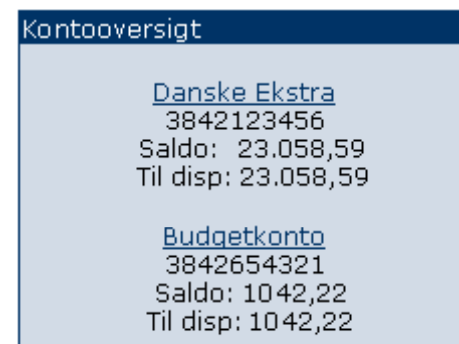 Kontooversigt
Danske Ekstra
3842123456
Saldo: 23.058,59
Til disp: 23.058,59
Budgetkonto
3842654321
Saldo: 1042,22
Til disp: 1042,22